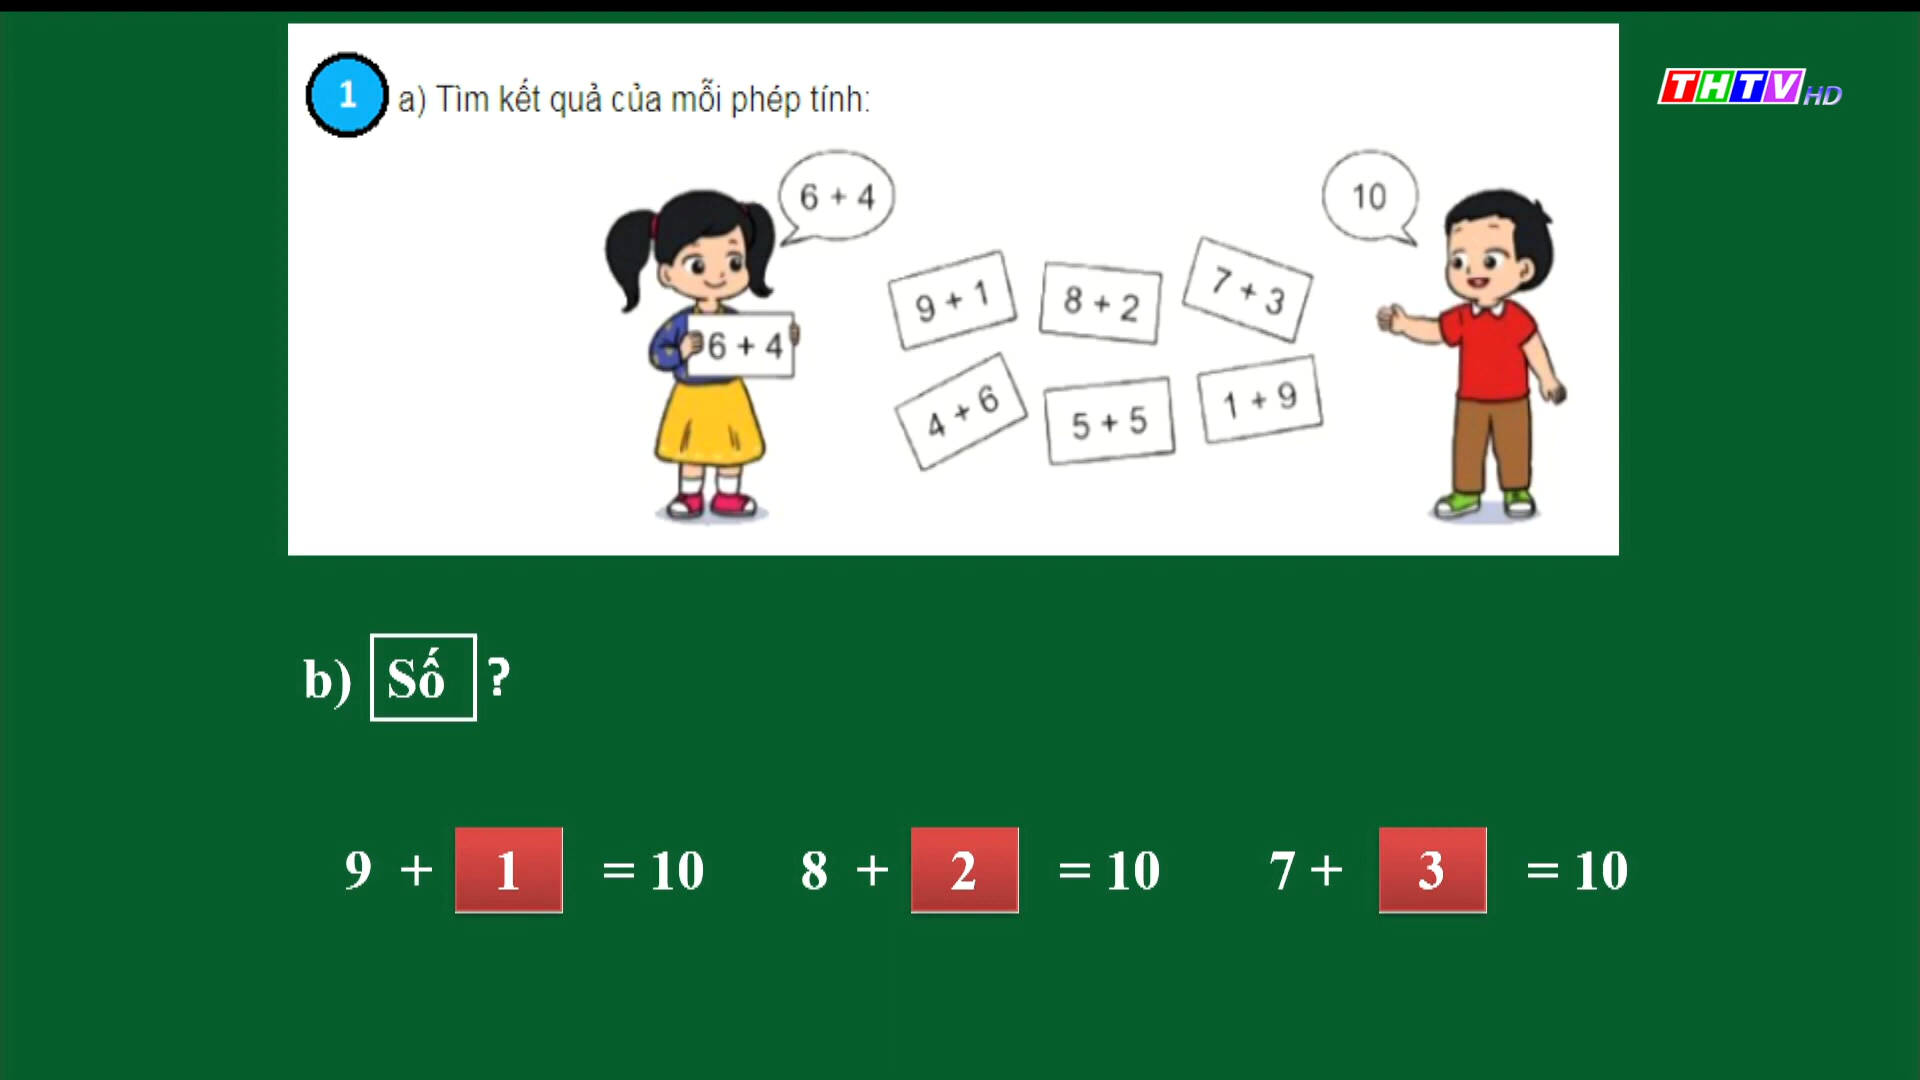 1 a) Tìm kết quả của mỗi phép tính:
THTV HD
6 + 4
10
9 + 1
8 + 2
7 + 3
6 + 4
4 + 6
5 + 5
1 + 9
b) Số ?
9 + 1 = 10 8 + 2 = 10 7 + 3 = 10